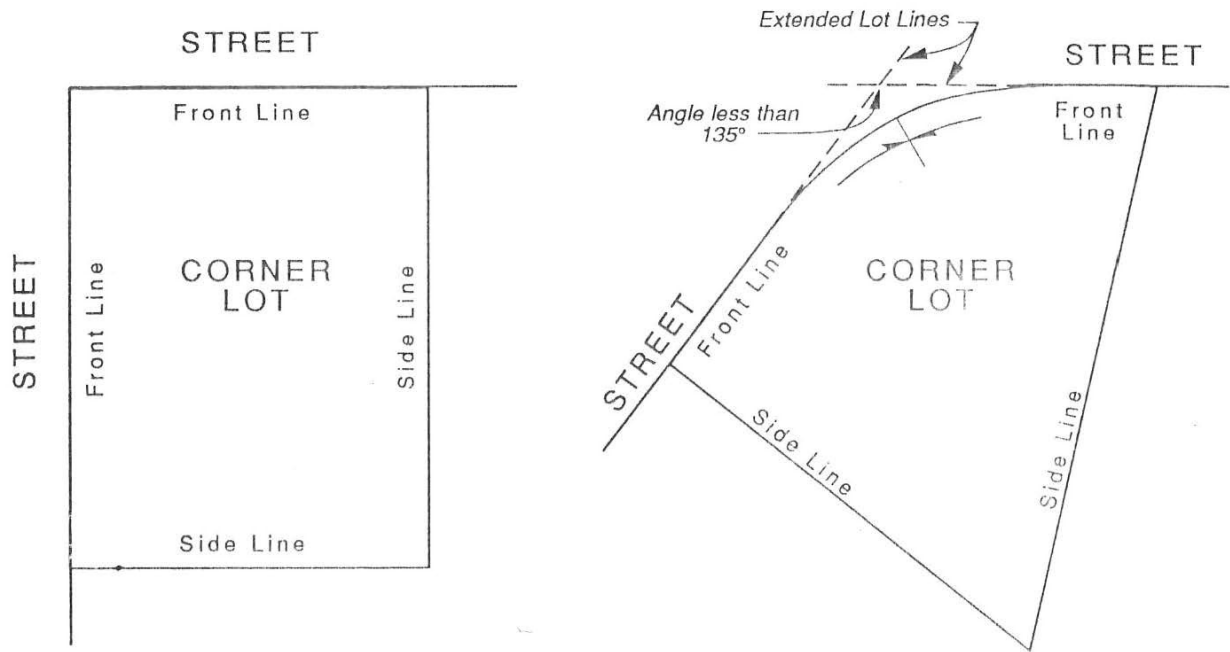 STREET
Front Line
STREET
Front Line
CORNER
LOT
Side Line
Side Line
Extended Lot Lines
STREET
Angle less than
135°
Front
Line
CORNER
LOT
STREET
Front Line
Side Line
Side Line